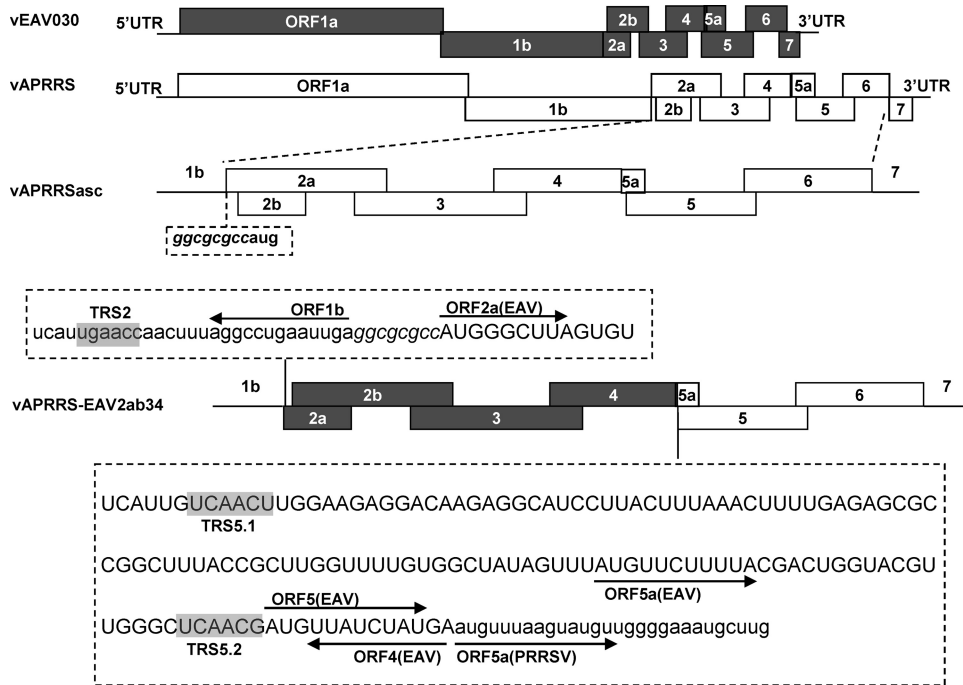 vEAV030 5'UTR ORF1a 2b 4 5a 6 3'UTR
1b 2a 3 5 7
vAPRRS 5'UTR ORF1a 2a 4 5a 6 3'UTR
1b 2b 3 5 7
vAPRRSasc 1b 2a 4 5a 6 7
2b 3 5
ggcgcgccaug
TRS2 ORF1b ORF2a(EAV)
ucauugaaccaacuuuaggccugaauugaggcgcgccAUGGGCUUAGUGU
vAPRRS-EAV2ab34 1b 2b 4 5a 6 7
2a 3 5
UCAUUGUCAACUUGGAAGAGGACAAGAGGCAUCCUUACUUUAAACUUUUGAGAGCGC
TRS5.1
CGGCUUUACCGCUUGGUUUUGUGGCUAUAGUUUAUGUUCUUUUACGACUGGUACGU
ORF5(EAV) ORF5a(EAV)
UGGGCUCAACGAUGUUAUCUAUGAauguuuaaguauguuggggaaaugcuug
TRS5.2 ORF4(EAV) ORF5a(PRRSV)